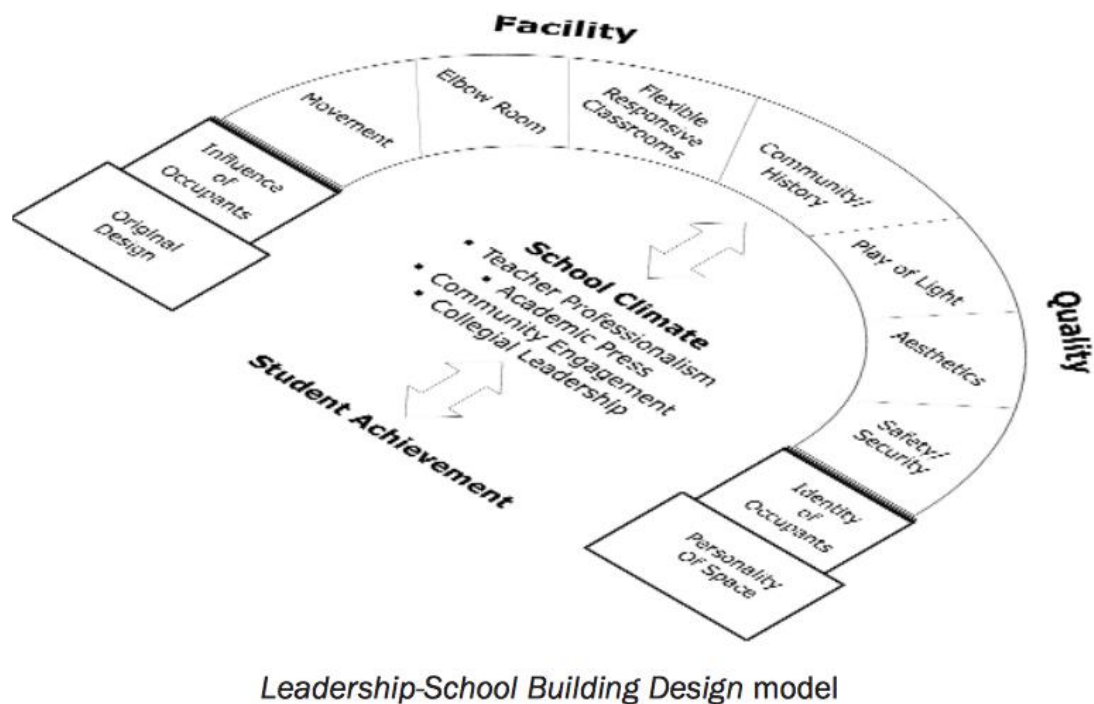 Facility
Quality
Movement
Elbow Room
Flexible
Responsive
Classrooms
Community/
History
Play of Light
Aesthetics
Safety/
Security
Influence
of
Occupants
Original
Design
Identity
of
Occupants
Personality
Of Space
School Climate
▪ Teacher Professionalism
▪ Academic Press
▪ Community Engagement
▪ Collegial Leadership
Student Achievement
Leadership-School Building Design model